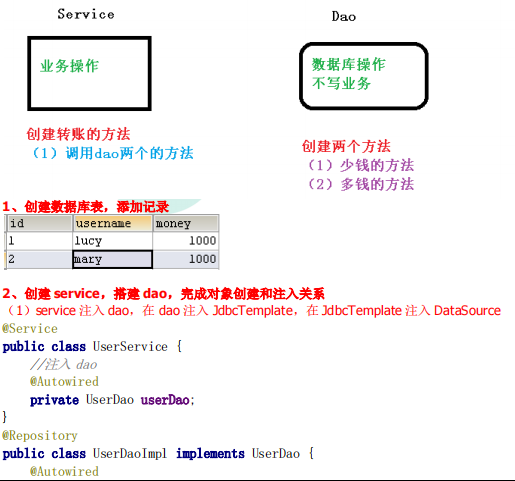 Service
Dao
业务操作
数据库操作
不写业务
创建转账的方法
（1）调用dao两个的方法
创建两个方法
（1）少钱的方法
（2）多钱的方法
1、创建数据库表，添加记录
id username money
1 lucy 1000
2 mary 1000
2、创建 service，搭建 dao，完成对象创建和注入关系
（1）service 注入 dao，在 dao 注入 JdbcTemplate，在 JdbcTemplate 注入 DataSource
@Service
public class UserService {
//注入 dao
@Autowired
private UserDao userDao;
}
@Repository
public class UserDaoImpl implements UserDao {
@Autowired